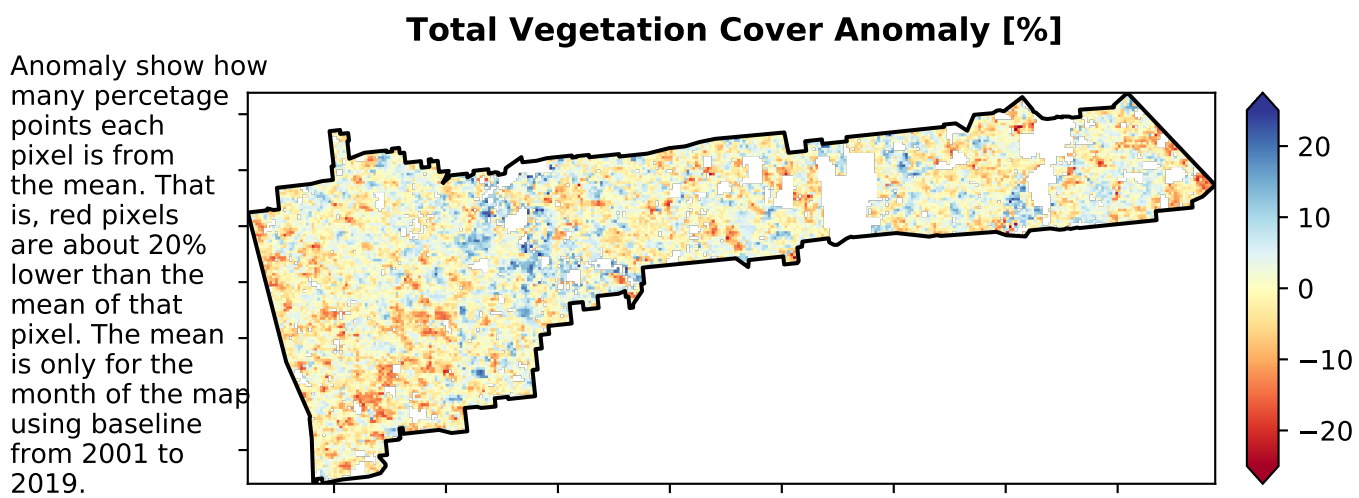 Total Vegetation Cover Anomaly [%]
Anomaly show how
many percetage
points each
pixel is from
the mean. That
is, red pixels
are about 20%
lower than the
mean of that
pixel. The mean
is only for the
month of the map
using baseline
from 2001 to
2019.
20
10
0
−10
−20